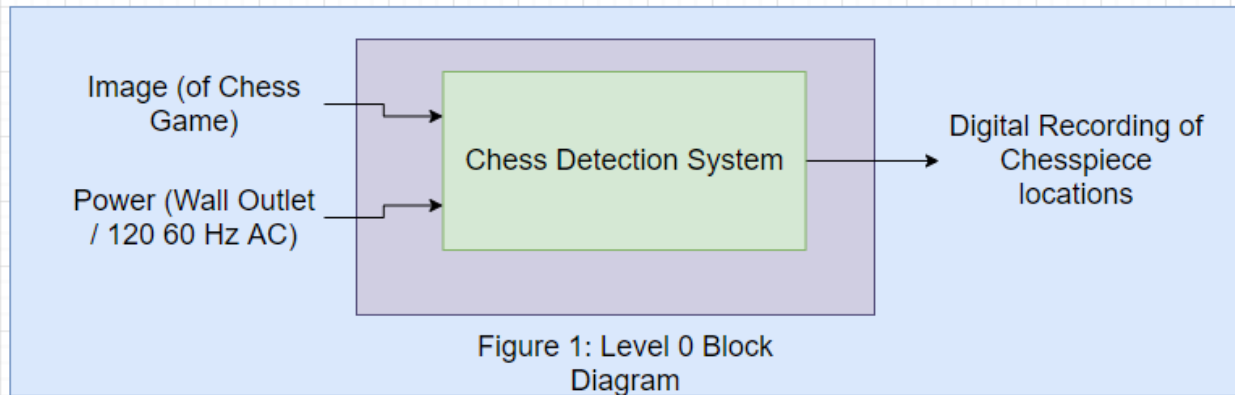 Image (of Chess
Game)
Power (Wall Outlet
/ 120 60 Hz AC)
Chess Detection System
Digital Recording of
Chesspiece
locations
Figure 1: Level 0 Block
Diagram